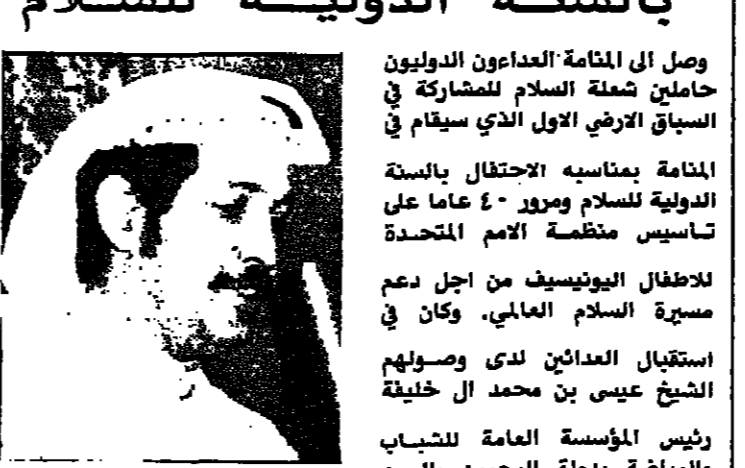 بالسنة الدولية للسلام
وصل الى المنامة العداءون الدوليون
حاملين شعلة السلام للمشاركة في
السباق الارضي الاول الذي سيقام في
المنامة بمناسبه الاحتفال بالسنة
الدولية للسلام ومرور ٤٠ عاما على
تأسيس منظمة الامم المتحدة
للاطفال اليونيسيف من اجل دعم
مسيرة السلام العالمي. وكان في
استقبال العدائين لدى وصولهم
الشيخ عيسى بن محمد ال خليفة
رئيس المؤسسة العامة للشباب